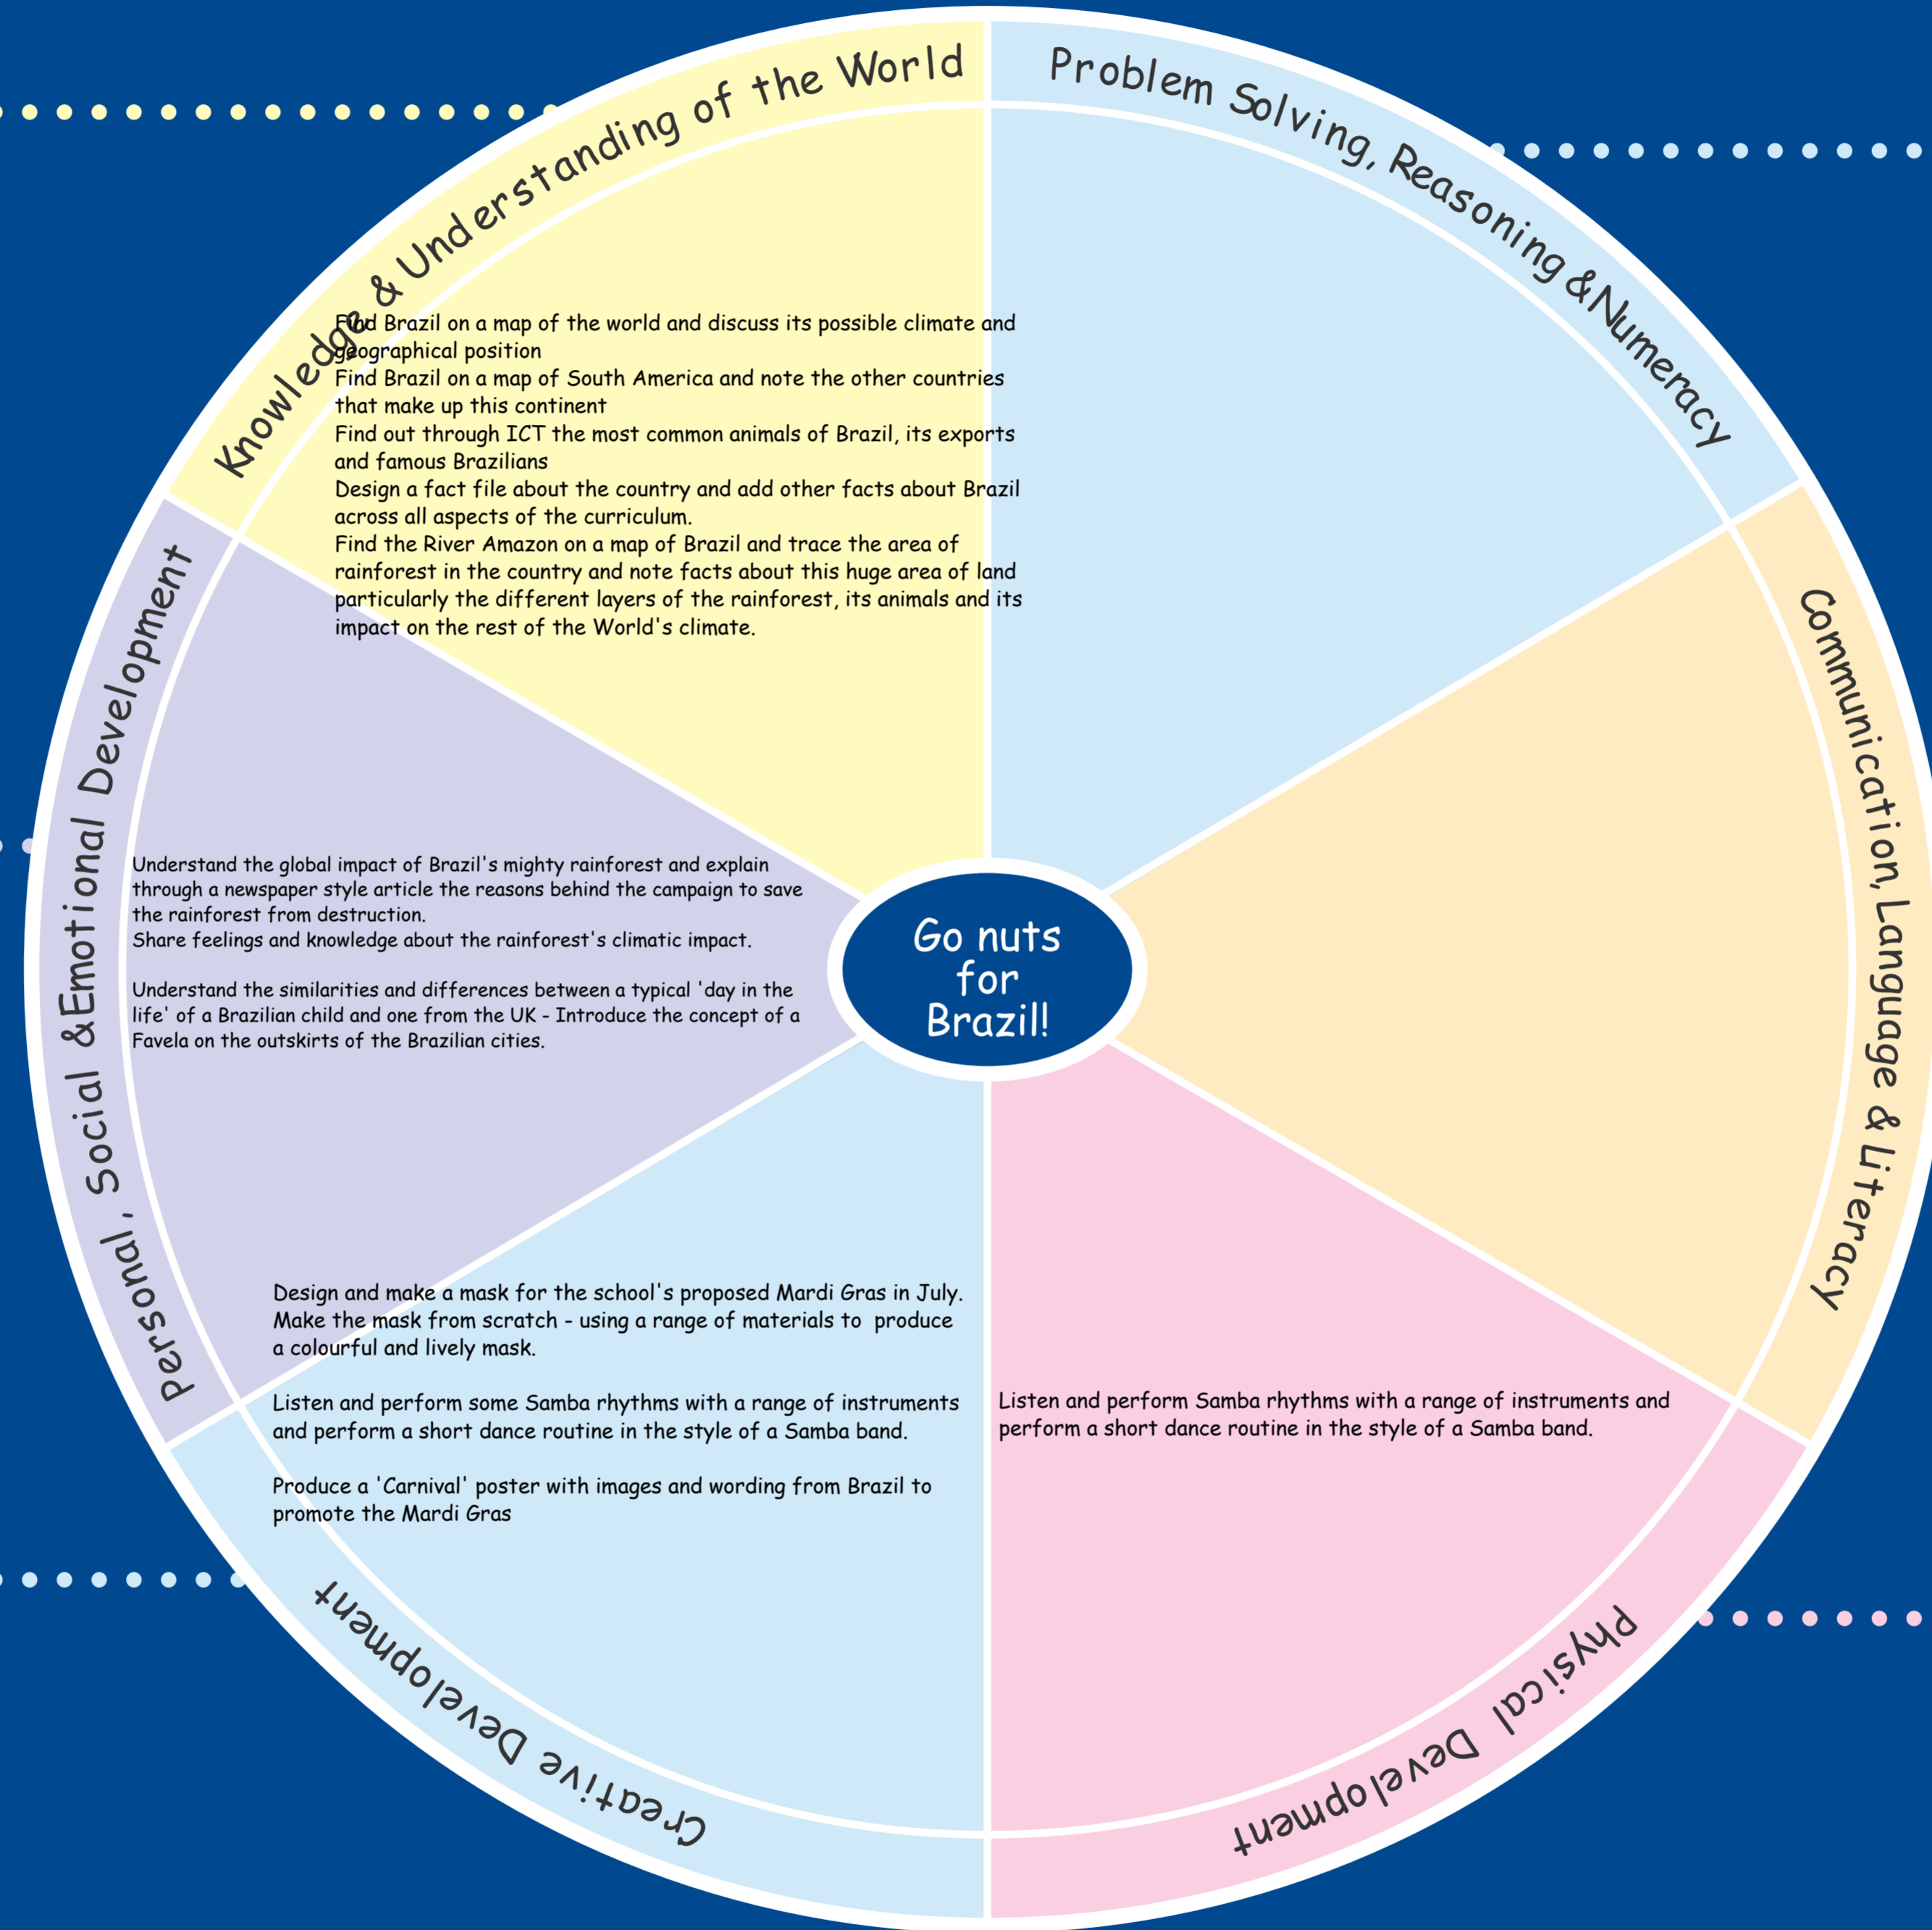 Knowledge & Understanding of the World
Problem Solving, Reasoning &Numeracy
Find Brazil on a map of the world and discuss its possible climate and
geographical position
Find Brazil on a map of South America and note the other countries
that make up this continent
Find out through ICT the most common animals of Brazil, its exports
and famous Brazilians
Design a fact file about the country and add other facts about Brazil
across all aspects of the curriculum.
Find the River Amazon on a map of Brazil and trace the area of
rainforest in the country and note facts about this huge area of land
particularly the different layers of the rainforest, its animals and its
impact on the rest of the World's climate.
Communication, Language & Literacy
Personal, Social &Emotional Development
Understand the global impact of Brazil's mighty rainforest and explain
through a newspaper style article the reasons behind the campaign to save
the rainforest from destruction.
Share feelings and knowledge about the rainforest's climatic impact.
Understand the similarities and differences between a typical 'day in the
life' of a Brazilian child and one from the UK - Introduce the concept of a
Favela on the outskirts of the Brazilian cities.
Go nuts
for
Brazil!
Design and make a mask for the school's proposed Mardi Gras in July.
Make the mask from scratch - using a range of materials to produce
a colourful and lively mask.
Listen and perform some Samba rhythms with a range of instruments
and perform a short dance routine in the style of a Samba band.
Produce a 'Carnival' poster with images and wording from Brazil to
promote the Mardi Gras
Listen and perform Samba rhythms with a range of instruments and
perform a short dance routine in the style of a Samba band.
Creative Development
Physical Development